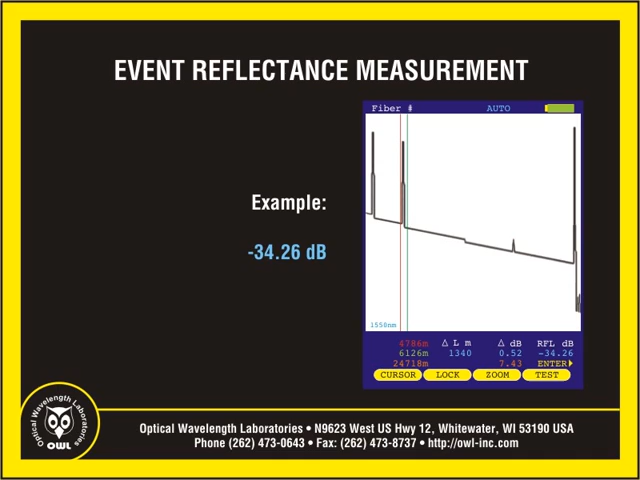 EVENT REFLECTANCE MEASUREMENT
Fiber # AUTO
Example:
-34.26 dB
1550nm
4786m Δ L m Δ dB RFL dB
6126m 1340 0.52 -34.26
24718m 7.43 ENTER
CURSOR LOCK ZOOM TEST
Optical Wavelength Laboratories
OWL
Optical Wavelength Laboratories • N9623 West US Hwy 12, Whitewater, WI 53190 USA
Phone (262) 473-0643 • Fax: (262) 473-8737 • http://owl-inc.com